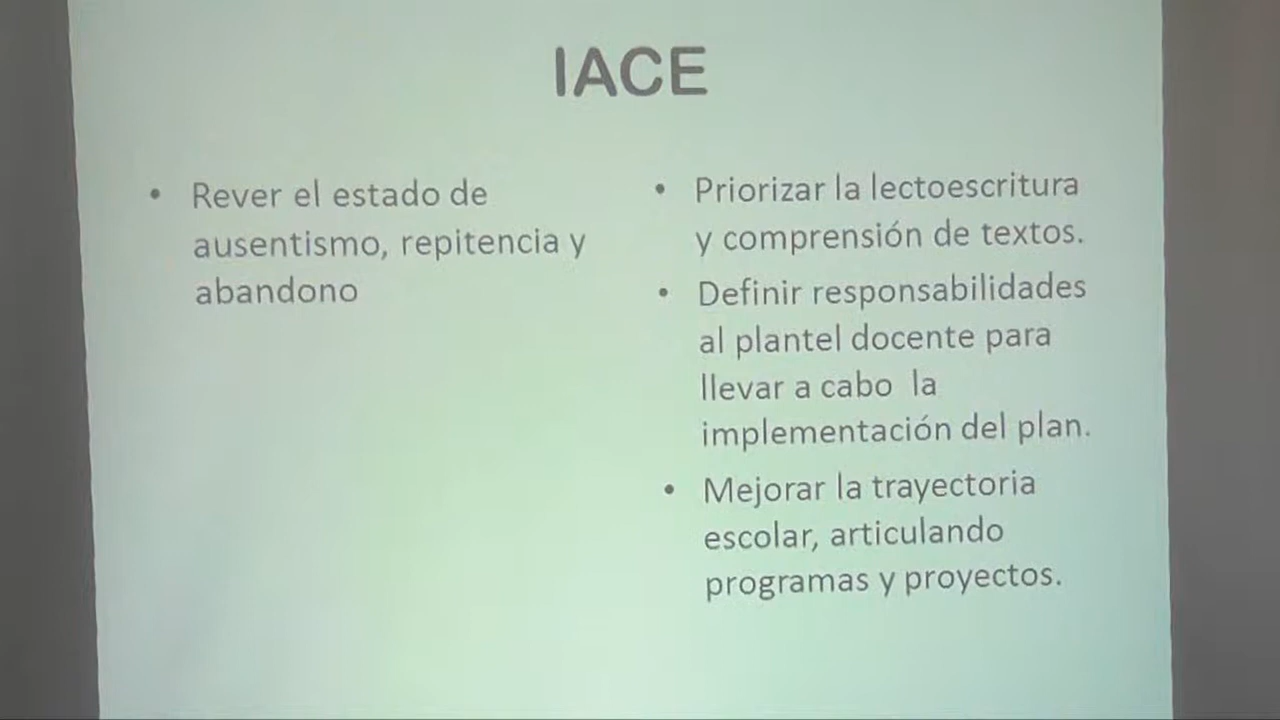 IACE
• Rever el estado de
ausentismo, repitencia y
abandono
• Priorizar la lectoescritura
y comprensión de textos.
• Definir responsabilidades
al plantel docente para
llevar a cabo  la
implementación del plan.
• Mejorar la trayectoria
escolar, articulando
programas y proyectos.